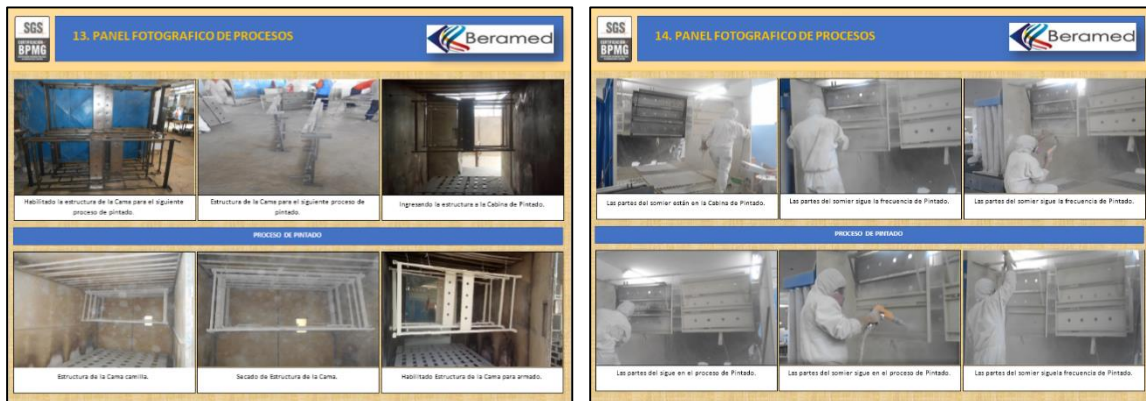 SGS
CERTIFICACIÓN
BPMG
13. PANEL FOTOGRAFICO DE PROCESOS
Beramed
Habilitado la estructura de la Cama para el siguiente
proceso de pintado.
Estructura de la Cama para el siguiente proceso de
pintado.
Ingresando la estructura a la Cabina de Pintado.
PROCESO DE PINTADO
Estructura de la Cama camilla.
Secado de Estructura de la Cama.
Habilitado Estructura de la Cama para armado.
SGS
CERTIFICACIÓN
BPMG
14. PANEL FOTOGRAFICO DE PROCESOS
Beramed
Las partes del somier están en la Cabina de Pintado.
Las partes del somier sigue la frecuencia de Pintado.
Las partes del somier sigue la frecuencia de Pintado.
PROCESO DE PINTADO
Las partes del sigue en el proceso de Pintado.
Las partes del somier sigue en el proceso de Pintado.
Las partes del somier siguela frecuencia de Pintado.